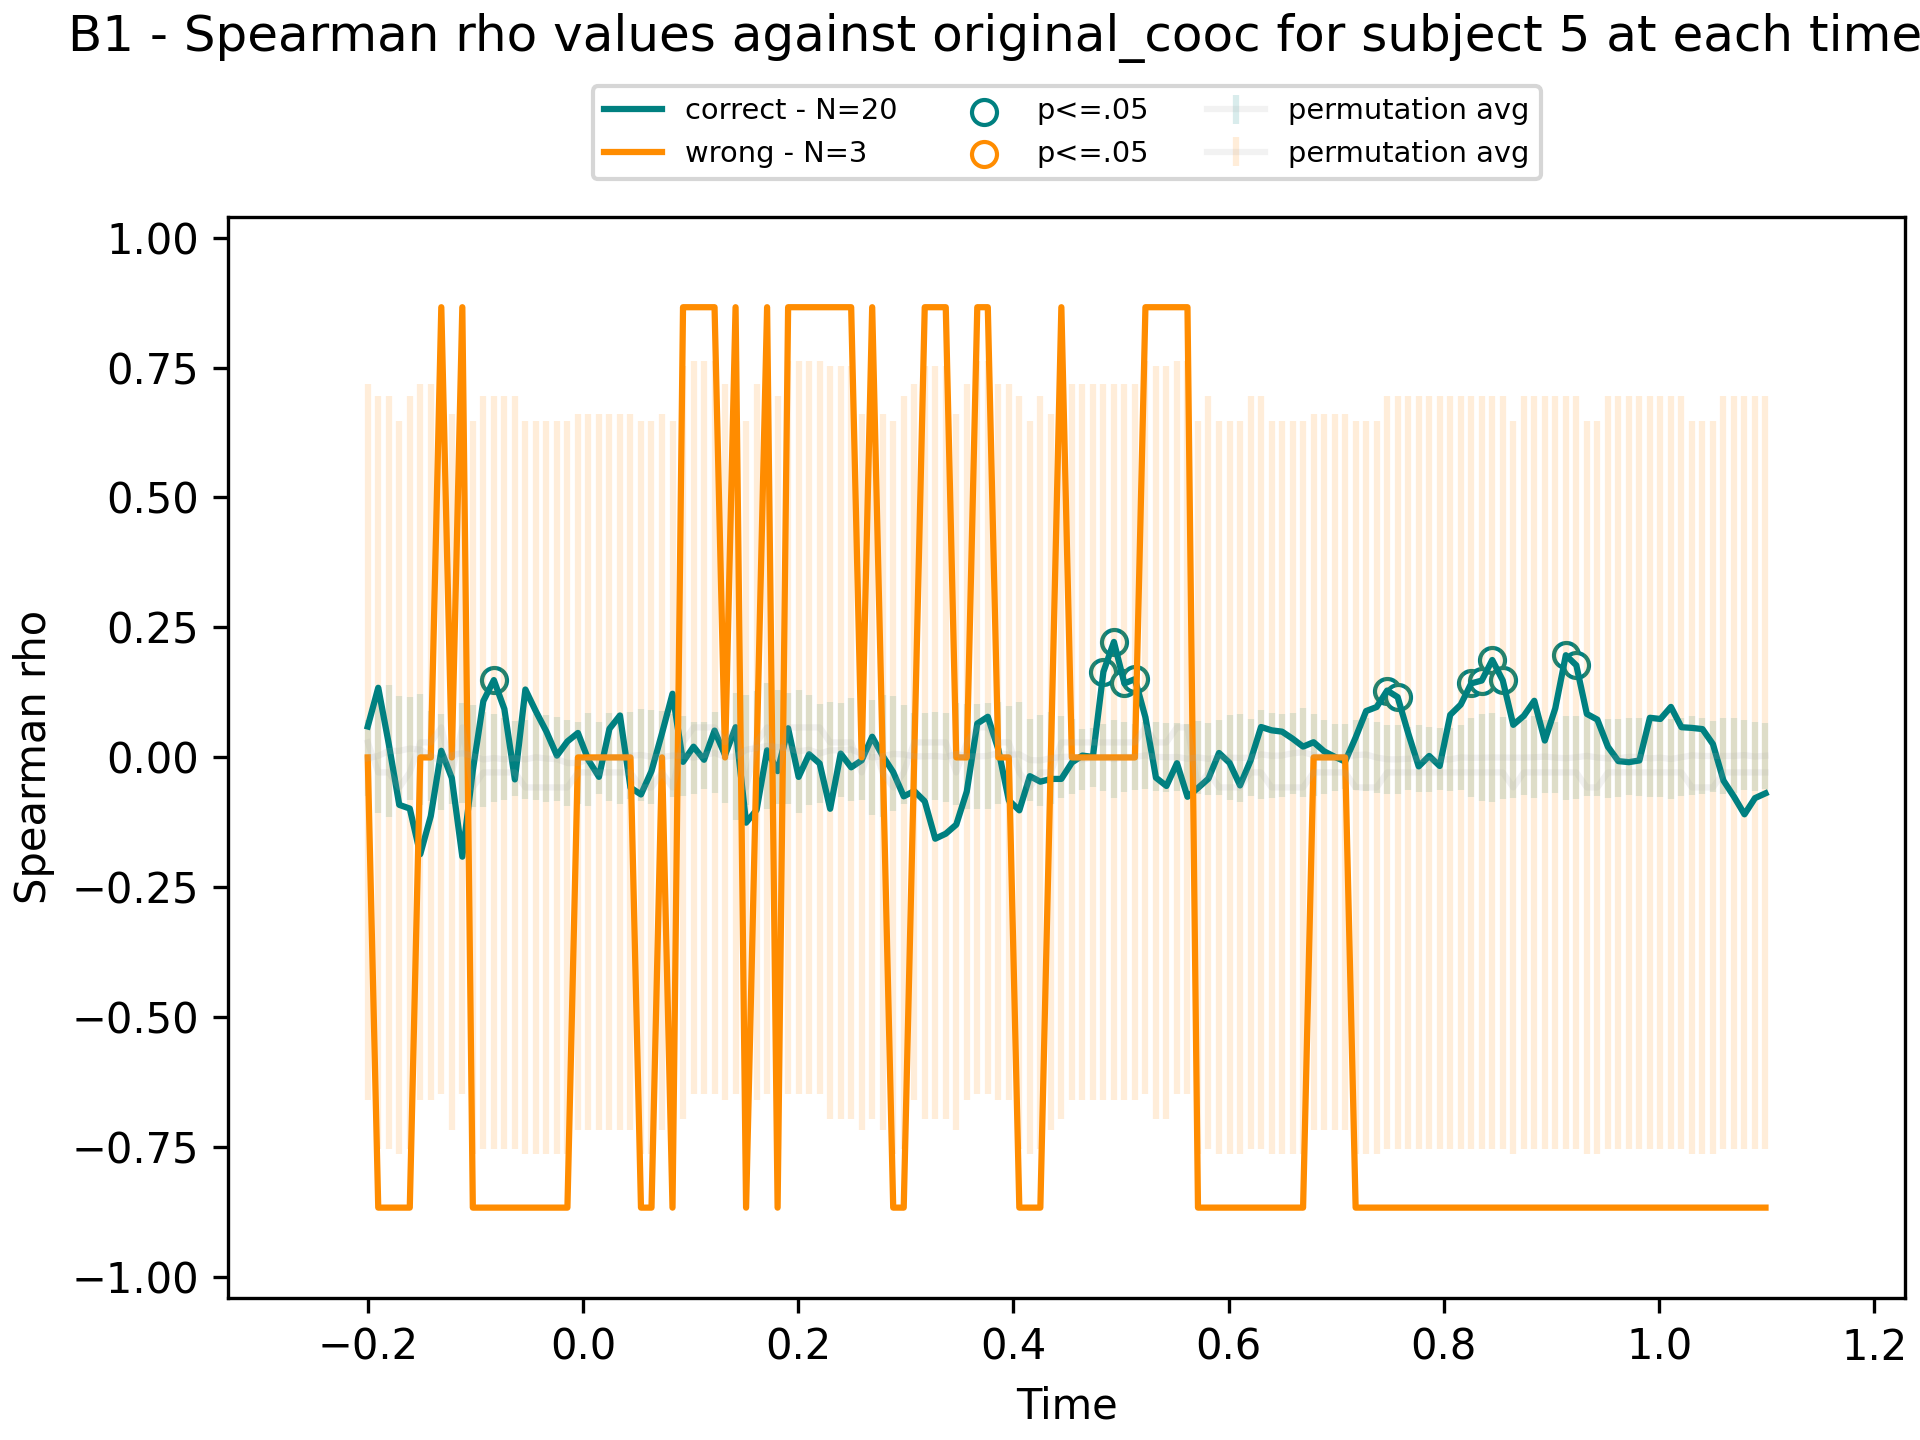 B1 - Spearman rho values against original_cooc for subject 5 at each time
correct - N=20 p<=.05 permutation avg
wrong - N=3 p<=.05 permutation avg
1.00
0.75
0.50
0.25
0.00
−0.25
−0.50
−0.75
−1.00
Spearman rho
−0.2 0.0 0.2 0.4 0.6 0.8 1.0 1.2
Time